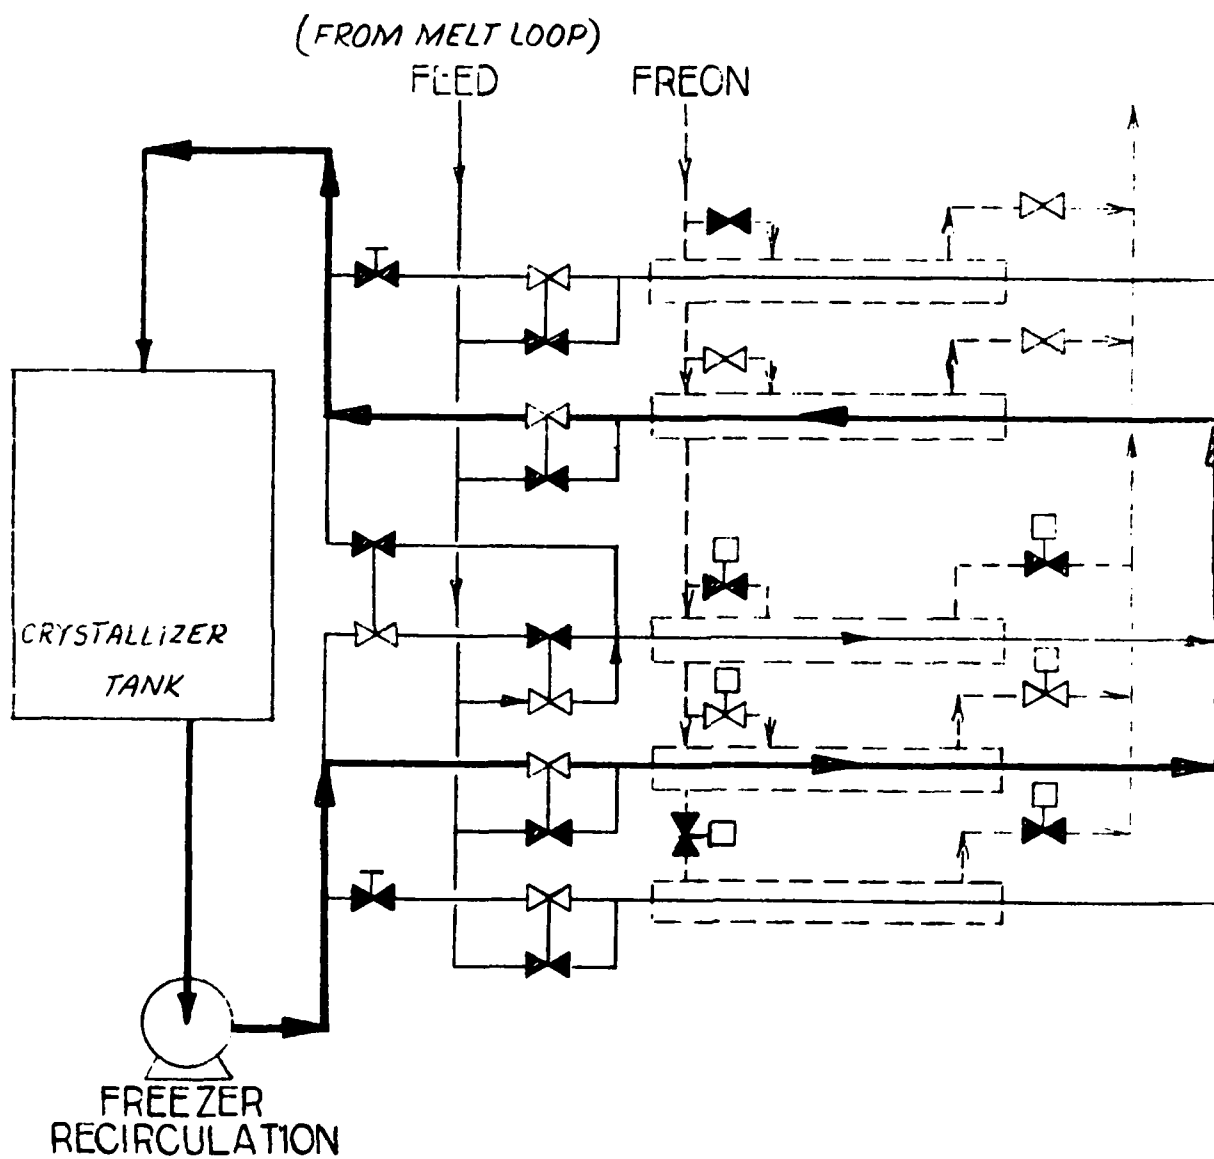 (FROM MELT LOOP)
FEED
FREON
CRYSTALLIZER
TANK
FREEZER
RECIRCULATION